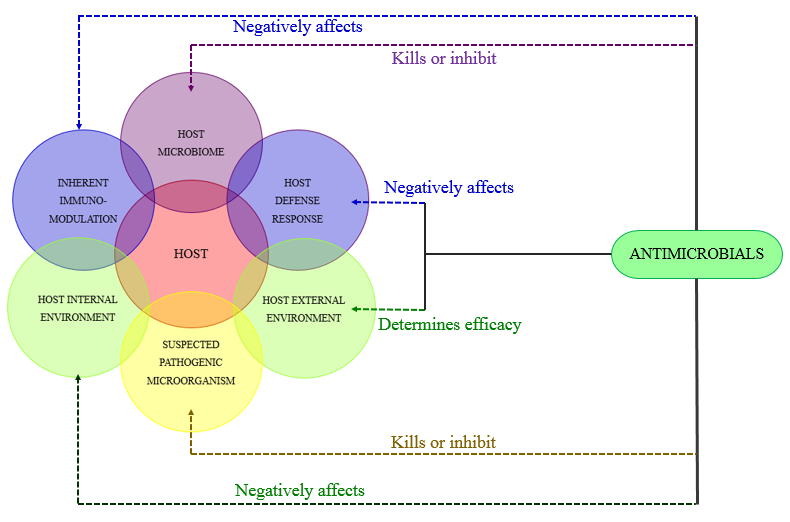 Negatively affects
Kills or inhibit
HOST
MICROBIOME
INHERENT
IMMUNO-
MODULATION
HOST
DEFENSE
RESPONSE
Negatively affects
HOST
ANTIMICROBIALS
HOST INTERNAL
ENVIRONMENT
HOST EXTERNAL
ENVIRONMENT
Determines efficacy
SUSPECTED
PATHOGENIC
MICROORGANISM
Kills or inhibit
Negatively affects